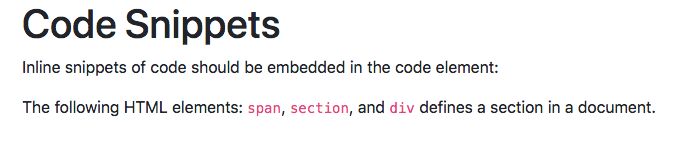 Code Snippets
Inline snippets of code should be embedded in the code element:
The following HTML elements: span, section, and div defines a section in a document.